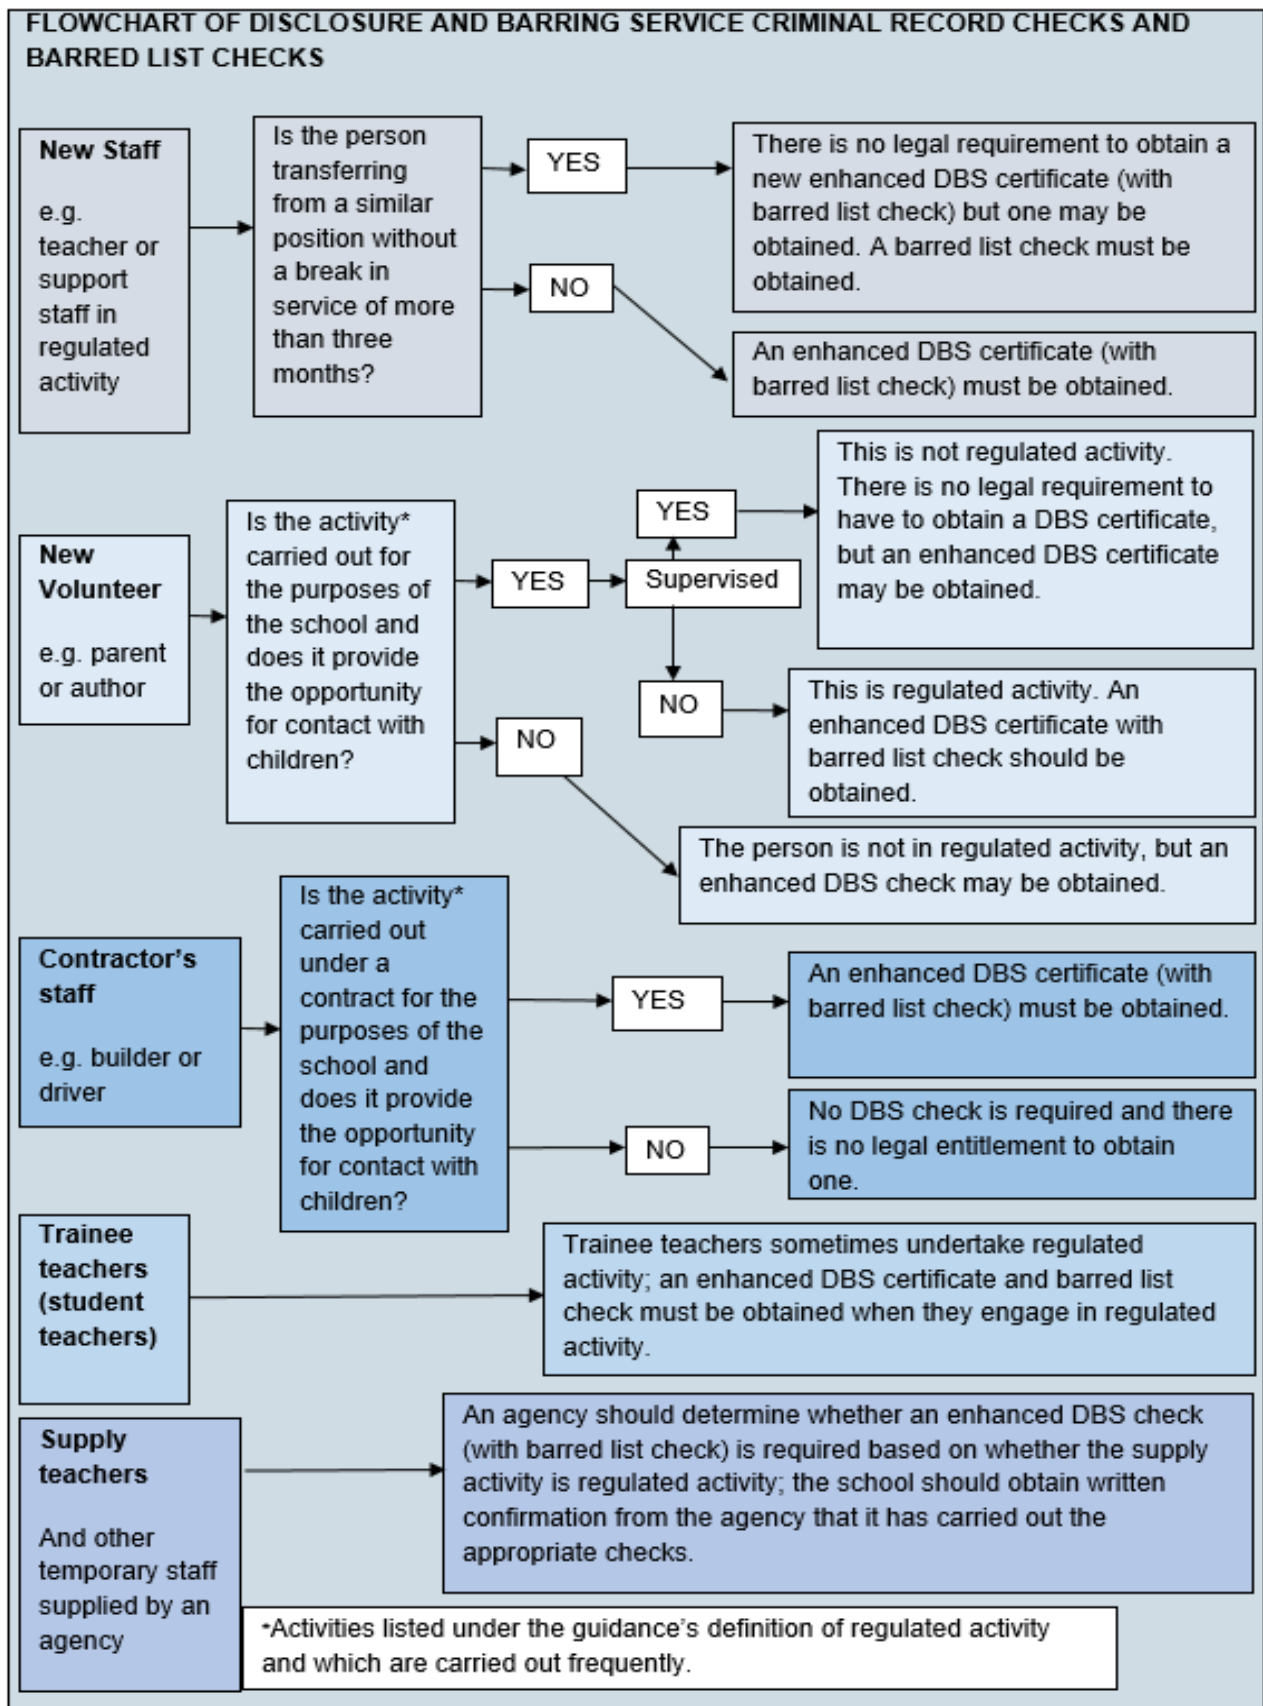 FLOWCHART OF DISCLOSURE AND BARRING SERVICE CRIMINAL RECORD CHECKS AND
BARRED LIST CHECKS
New Staff
e.g.
teacher or
support
staff in
regulated
activity
Is the person
transferring
from a similar
position without
a break in
service of more
than three
months?
YES
There is no legal requirement to obtain a
new enhanced DBS certificate (with
barred list check) but one may be
obtained. A barred list check must be
obtained.
NO
An enhanced DBS certificate (with
barred list check) must be obtained.
New
Volunteer
e.g. parent
or author
Is the activity*
carried out for
the purposes of
the school and
does it provide
the opportunity
for contact with
children?
YES
Supervised
YES
This is not regulated activity.
There is no legal requirement to
have to obtain a DBS certificate,
but an enhanced DBS certificate
may be obtained.
NO
This is regulated activity. An
enhanced DBS certificate with
barred list check should be
obtained.
NO
The person is not in regulated activity, but an
enhanced DBS check may be obtained.
Contractor's
staff
e.g. builder or
driver
Is the activity*
carried out
under a
contract for the
purposes of the
school and
does it provide
the opportunity
for contact with
children?
YES
An enhanced DBS certificate (with
barred list check) must be obtained.
NO
No DBS check is required and there
is no legal entitlement to obtain
one.
Trainee
teachers
(student
teachers)
Trainee teachers sometimes undertake regulated
activity; an enhanced DBS certificate and barred list
check must be obtained when they engage in regulated
activity.
Supply
teachers
And other
temporary staff
supplied by an
agency
An agency should determine whether an enhanced DBS check
(with barred list check) is required based on whether the supply
activity is regulated activity; the school should obtain written
confirmation from the agency that it has carried out the
appropriate checks.
*Activities listed under the guidance's definition of regulated activity
and which are carried out frequently.